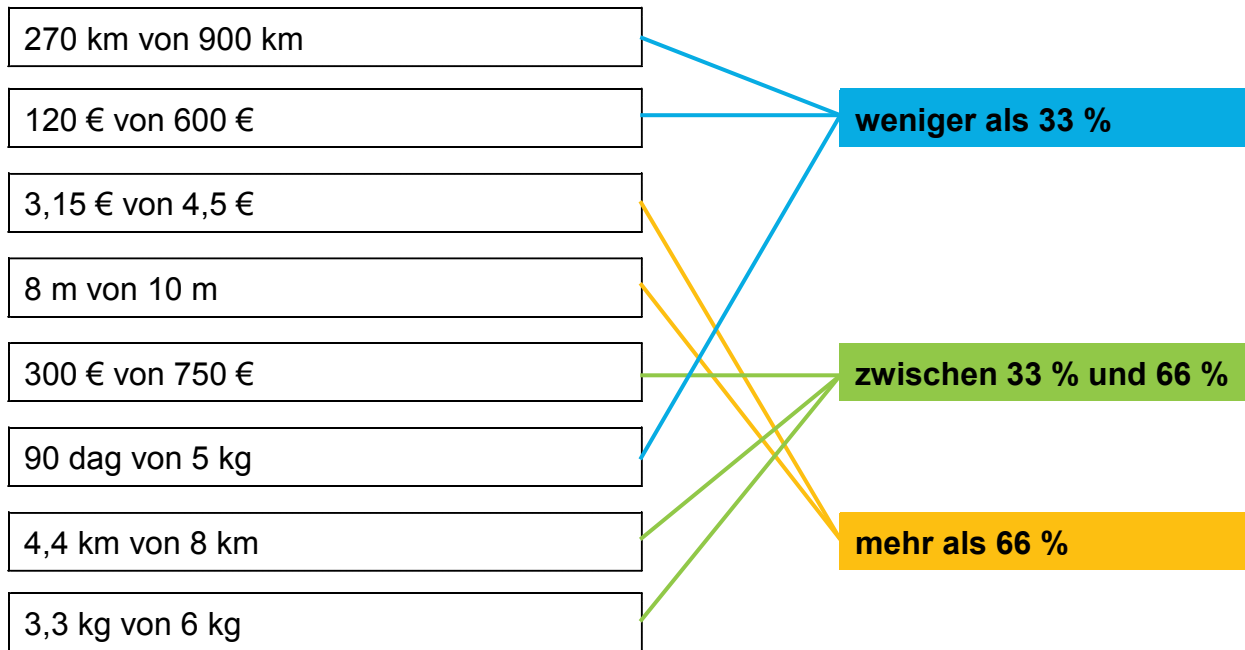 270 km von 900 km
120 € von 600 €
weniger als 33 %
3,15 € von 4,5 €
8 m von 10 m
300 € von 750 €
zwischen 33 % und 66 %
90 dag von 5 kg
4,4 km von 8 km
mehr als 66 %
3,3 kg von 6 kg